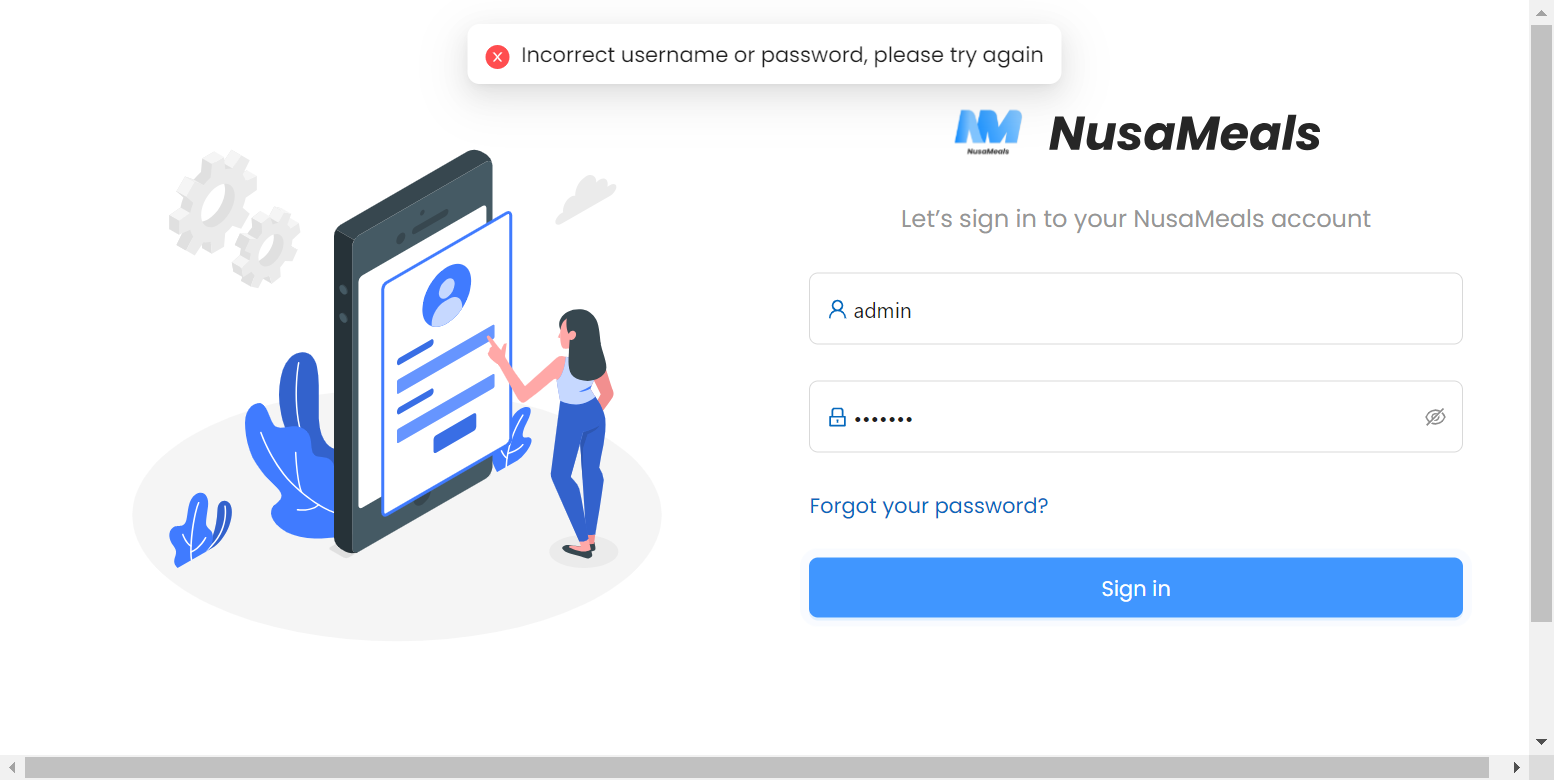 Incorrect username or password, please try again
NusaMeals
NusaMeals
Let’s sign in to your NusaMeals account
admin
•••••••
Forgot your password?
Sign in